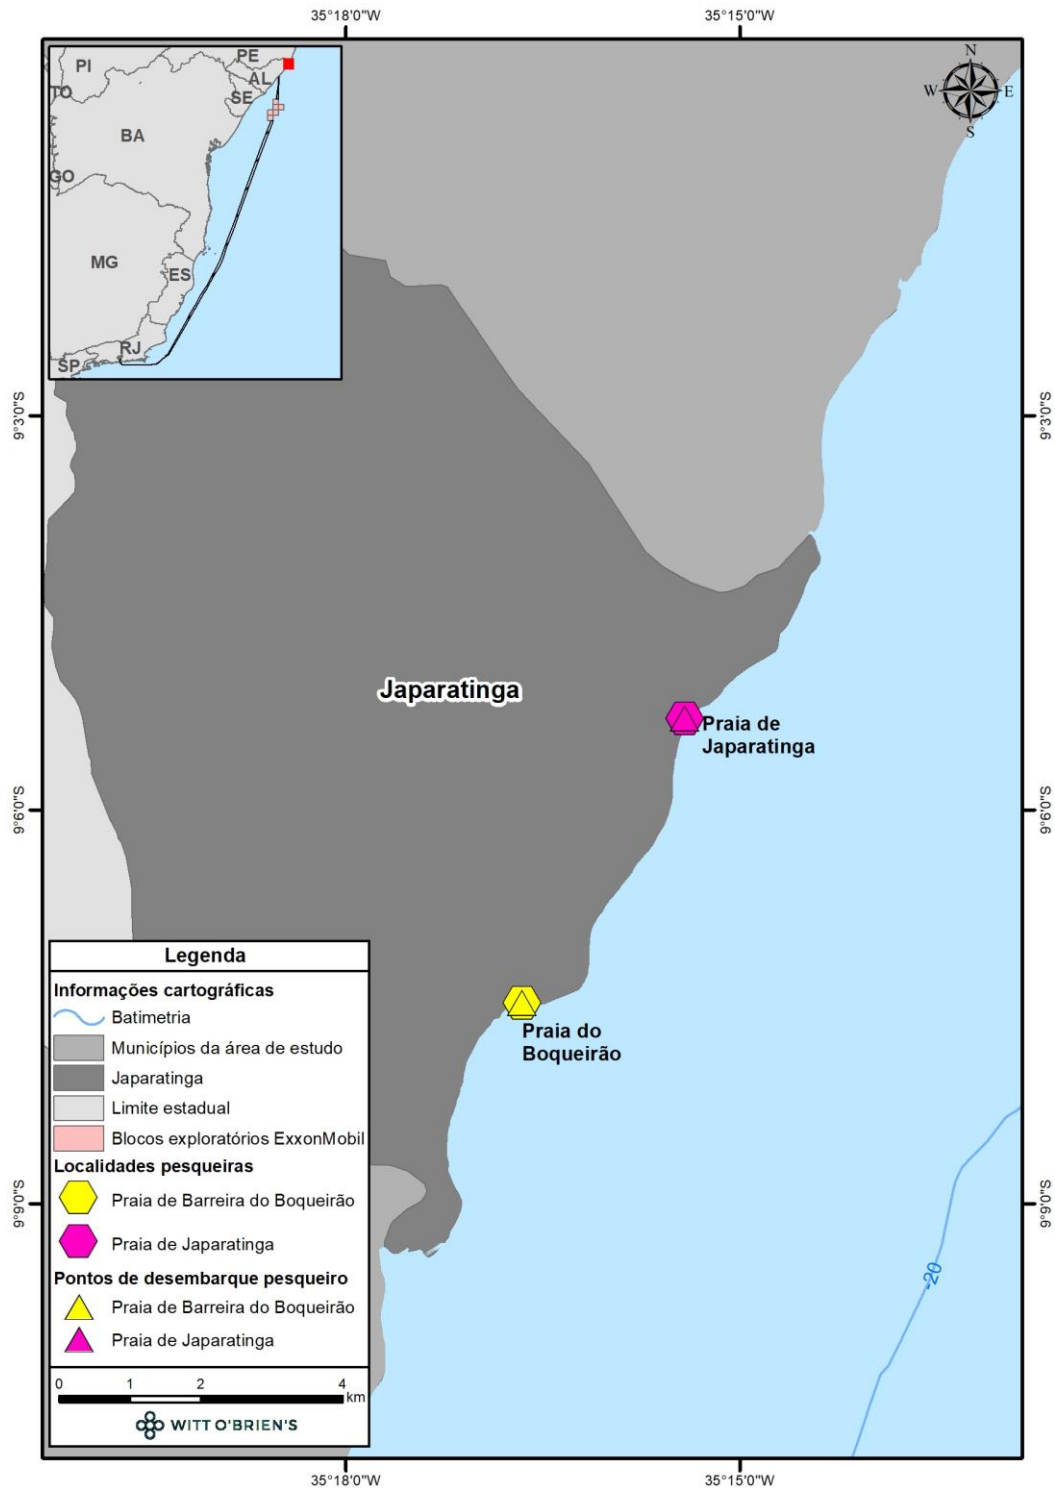 35°18'0"W
35°15'0"W
PI
PE
AL
TO
SE
BA
GO
MG
ES
RJ
SP
N
W
E
S
9°3'0"S
9°3'0"S
Japaratinga
Praia de
Japaratinga
9°6'0"S
9°6'0"S
Praia do
Boqueirão
9°9'0"S
-20
Legenda
Informações cartográficas
Batimetria
Municípios da área de estudo
Japaratinga
Limite estadual
Blocos exploratórios ExxonMobil
Localidades pesqueiras
Praia de Barreira do Boqueirão
Praia de Japaratinga
Pontos de desembarque pesqueiro
Praia de Barreira do Boqueirão
Praia de Japaratinga
0 1 2 4
km
WITT O'BRIEN'S
9°9'0"S
35°18'0"W
35°15'0"W